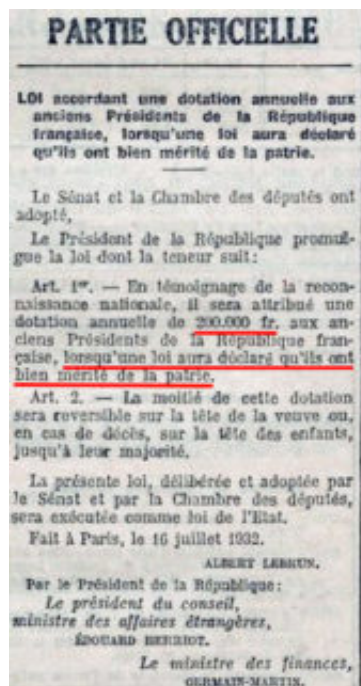 PARTIE OFFICIELLE
LOI accordant une dotation annuelle aux
anciens Présidents de la République
française, lorsqu'une loi aura déclaré
qu'ils ont bien mérité de la patrie.
Le Sénat et la Chambre des députés ont
adopté,
Le Président de la République promul-
gue la loi dont la teneur suit:
Art. 1er. — En témoignage de la recon-
naissance nationale, il sera attribué une
dotation annuelle de 200.000 fr. aux an-
ciens Présidents de la République fran-
çaise, lorsqu'une loi aura déclaré qu'ils ont
bien mérité de la patrie.
Art. 2. — La moitié de cette dotation
sera reversible sur la tête de la veuve ou,
en cas de décès, sur la tête des enfants,
jusqu'à leur majorité.
La présente loi, délibérée et adoptée par
le Sénat et par la Chambre des députés,
sera exécutée comme loi de l'Etat.
Fait à Paris, le 16 juillet 1932.
ALBERT LEBRUN.
Par le Président de la République:
Le président du conseil,
ministre des affaires étrangères,
ÉDOUARD HERRIOT.
Le ministre des finances,
GERMAIN-MARTIN.